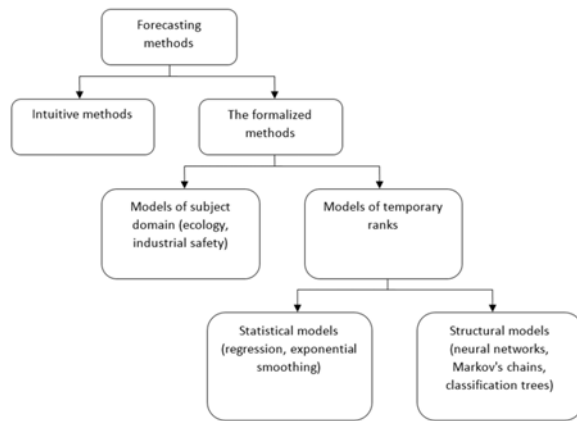 Forecasting
methods
Intuitive methods
The formalized
methods
Models of subject
domain (ecology,
industrial safety)
Models of temporary
ranks
Statistical models
(regression, exponential
smoothing)
Structural models
(neural networks,
Markov's chains,
classification trees)